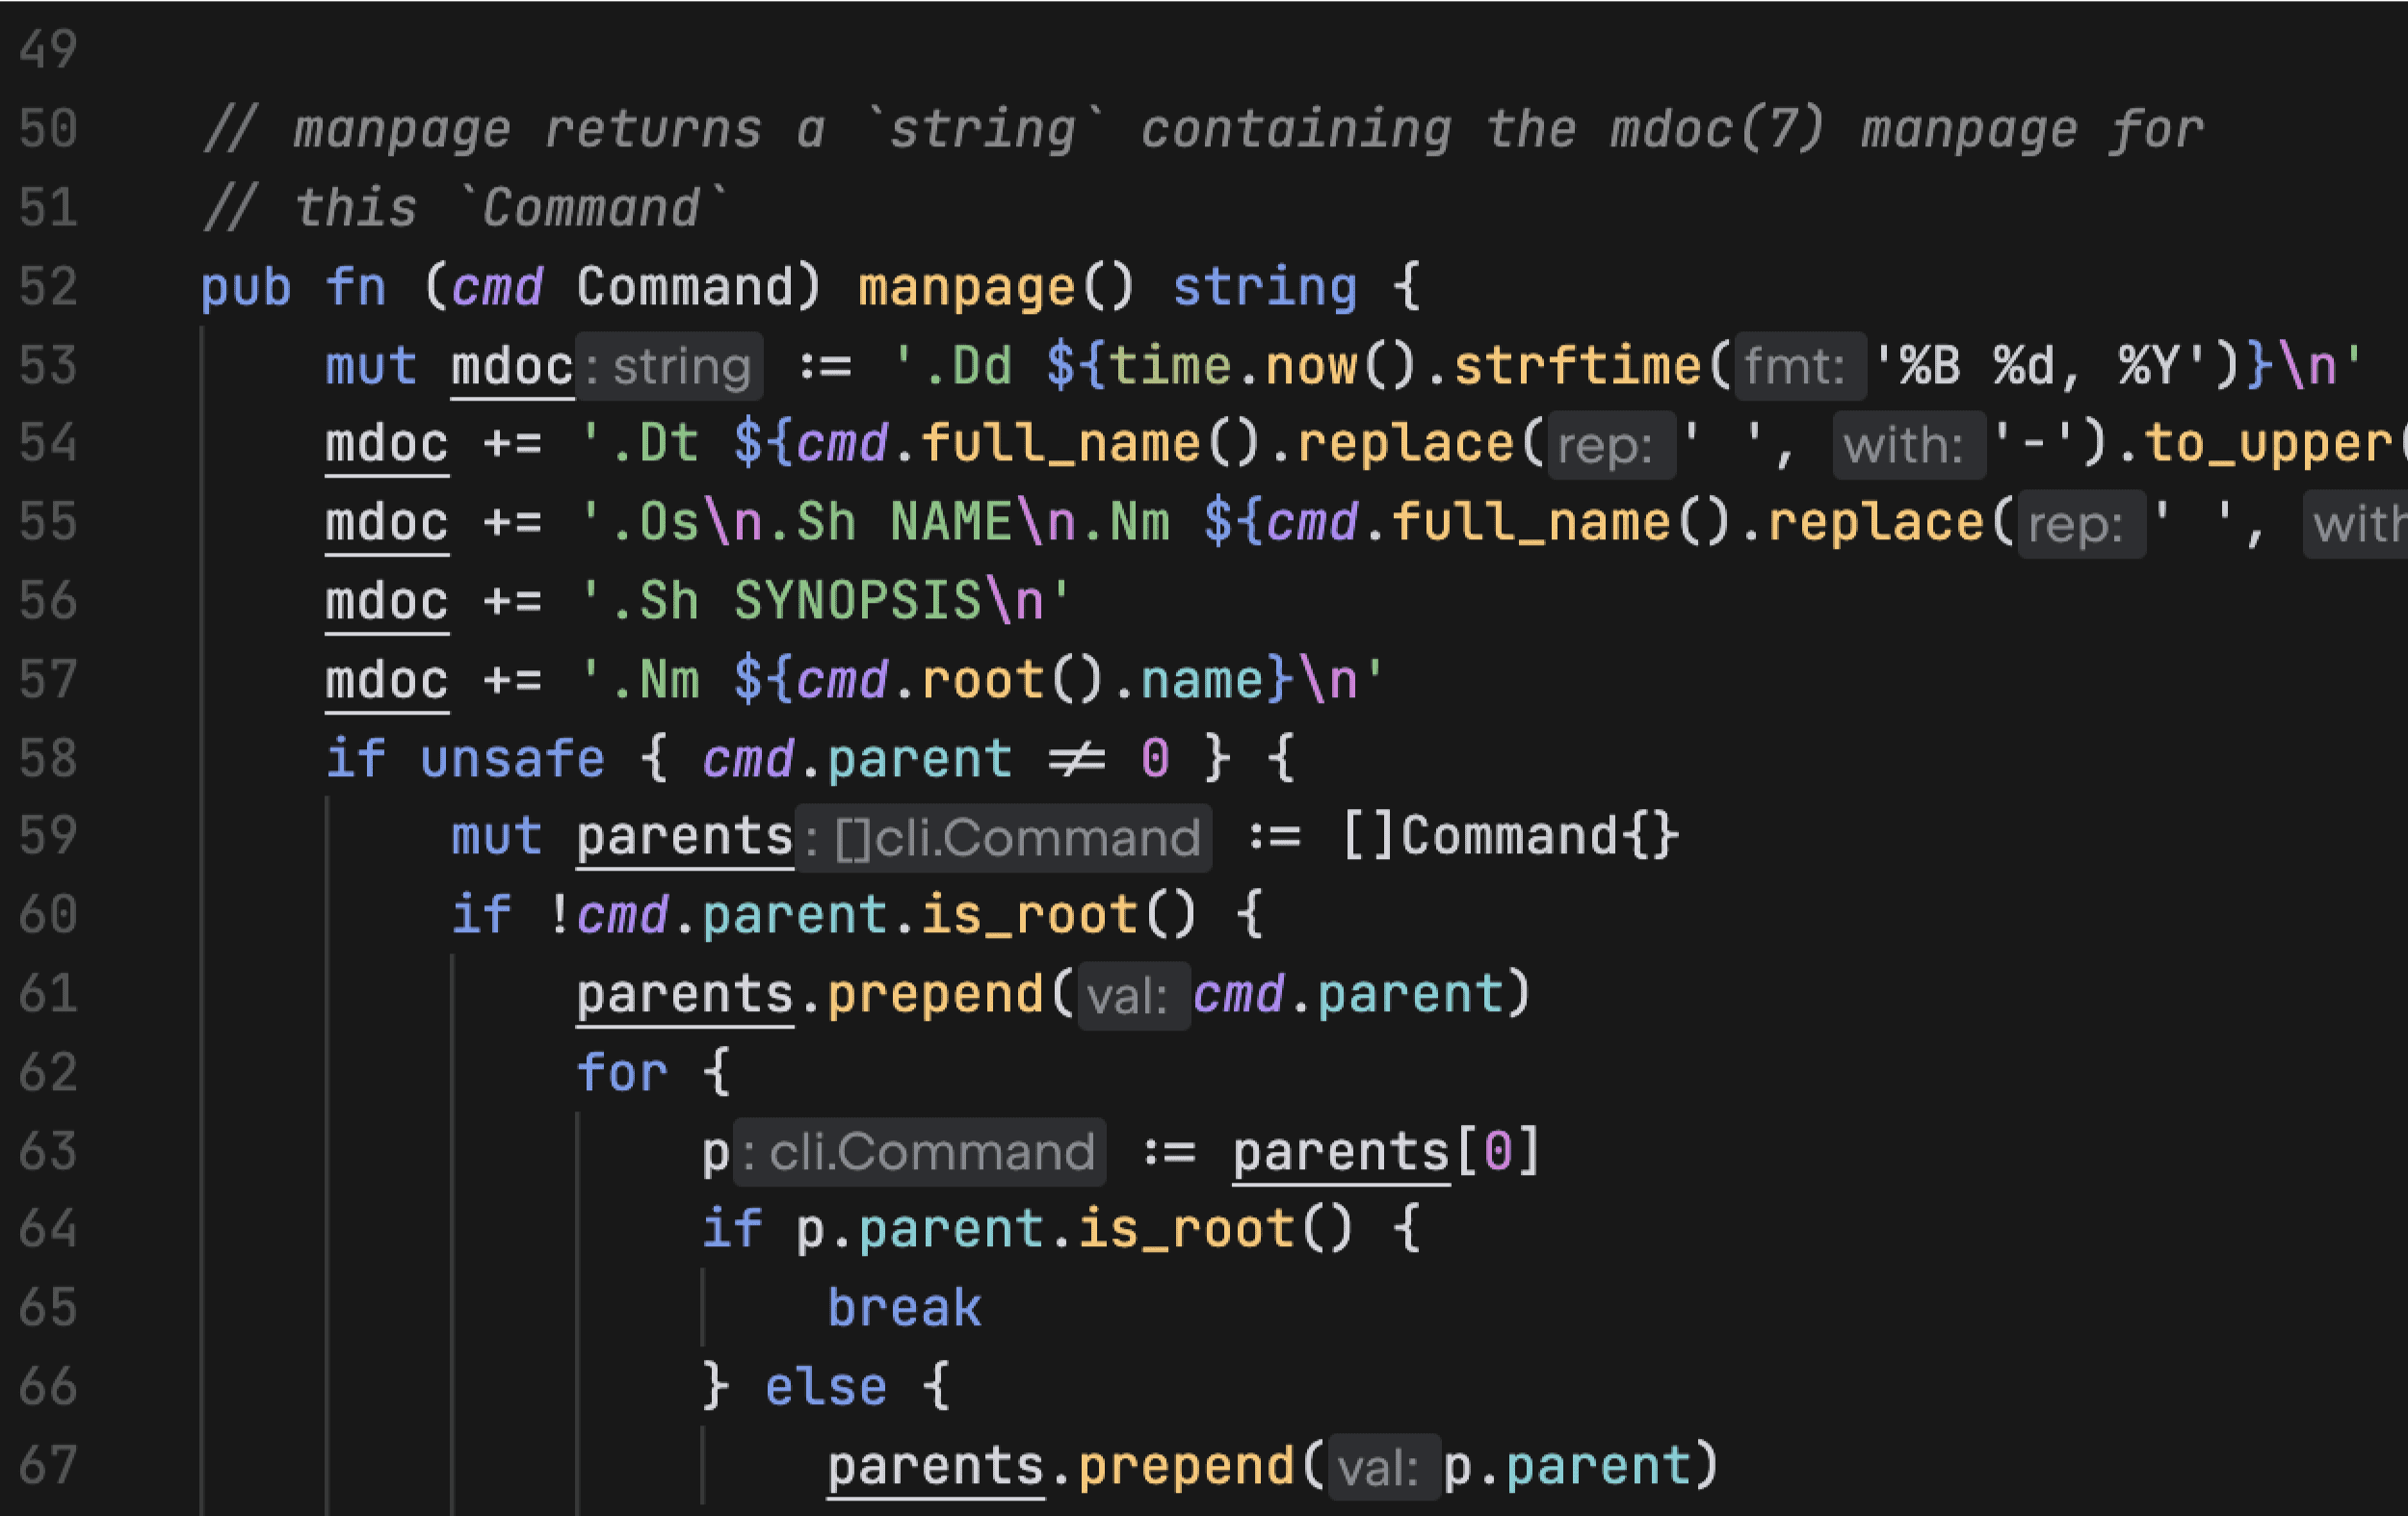 49
50 // manpage returns a `string` containing the mdoc(7) manpage for
51 // this `Command`
52 pub fn (cmd Command) manpage() string {
53 mut mdoc: string := '.Dd ${time.now().strftime(fmt: '%B %d, %Y')}\n'
54 mdoc += '.Dt ${cmd.full_name().replace(rep: ' ', with: '-').to_upper(
55 mdoc += '.Os\n.Sh NAME\n.Nm ${cmd.full_name().replace(rep: ' ', with
56 mdoc += '.Sh SYNOPSIS\n'
57 mdoc += '.Nm ${cmd.root().name}\n'
58 if unsafe { cmd.parent != 0 } {
59 mut parents: []cli.Command := []Command{}
60 if !cmd.parent.is_root() {
61 parents.prepend(val: cmd.parent)
62 for {
63 p: cli.Command := parents[0]
64 if p.parent.is_root() {
65 break
66 } else {
67 parents.prepend(val: p.parent)